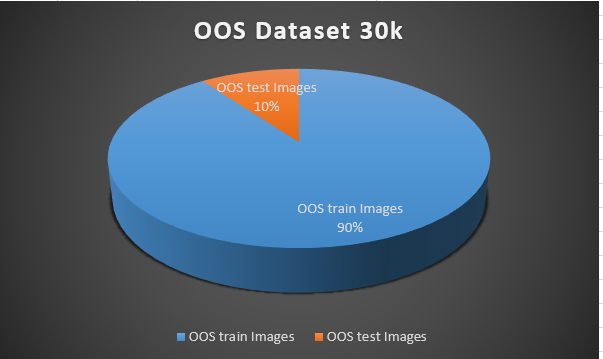 OOS Dataset 30k
OOS test Images
10%
OOS train Images
90%
OOS train Images OOS test Images